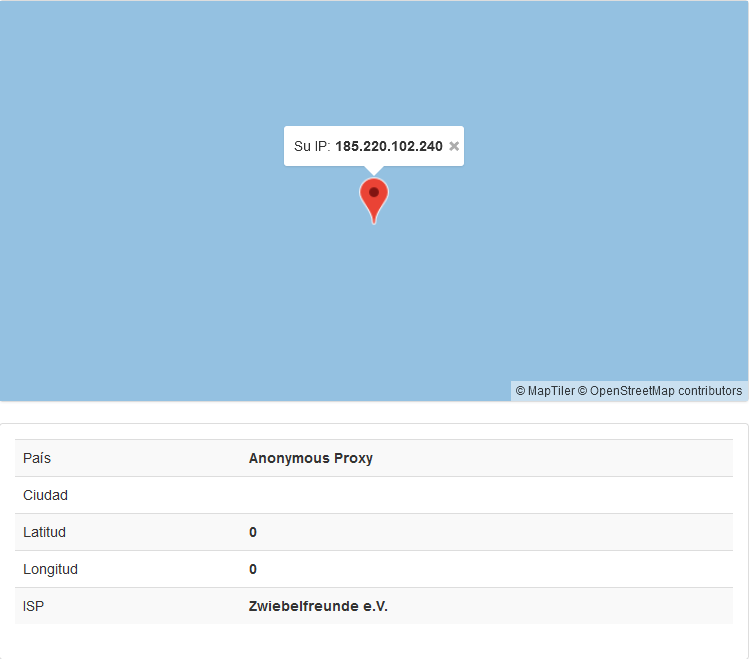 Su IP: 185.220.102.240 ×
© MapTiler © OpenStreetMap contributors
País Anonymous Proxy
Ciudad
Latitud 0
Longitud 0
ISP Zwiebelfreunde e.V.